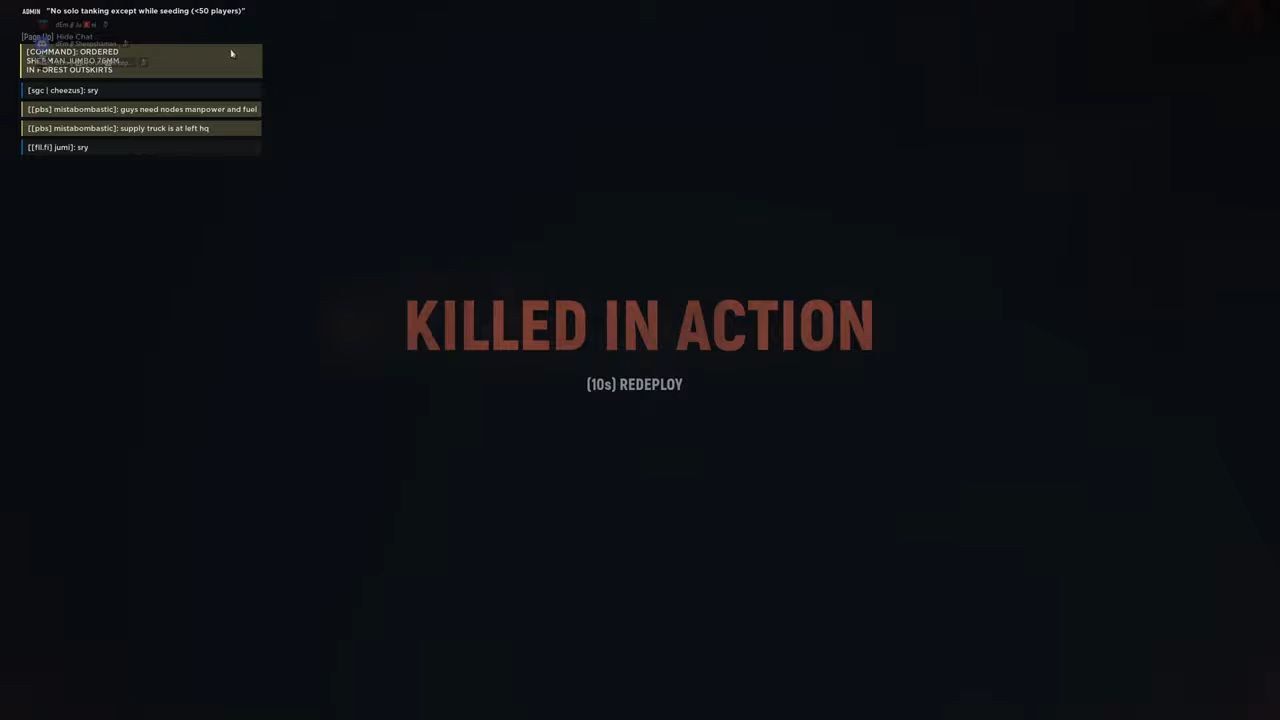 ADMIN "No solo tanking except while seeding (<50 players)"
[Page Up] Hide Chat
[COMMAND]: ORDERED
SHERMAN JUMBO 76MM
IN FOREST OUTSKIRTS
[sgc | cheezus]: sry
[[pbs] mistabombastic]: guys need nodes manpower and fuel
[[pbs] mistabombastic]: supply truck is at left hq
[[fll.fi] jumi]: sry
KILLED IN ACTION
(10s) REDEPLOY